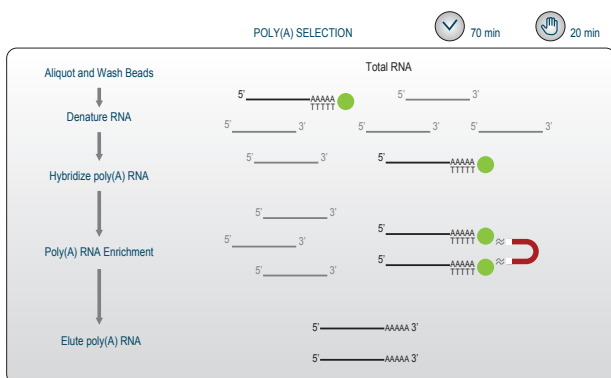 POLY(A) SELECTION 70 min 20 min
Aliquot and Wash Beads
Total RNA
5' AAAAA
TTTTT
5' 3'
Denature RNA
5' 3' 5' 3' 5' 3'
5' 3' 5' AAAAA
TTTTT
Hybridize poly(A) RNA
5' 3'
5' AAAAA
TTTTT
5' 3'
Poly(A) RNA Enrichment
5' AAAAA
TTTTT
5' 3'
5'-AAAAA 3'
Elute poly(A) RNA
5'-AAAAA 3'